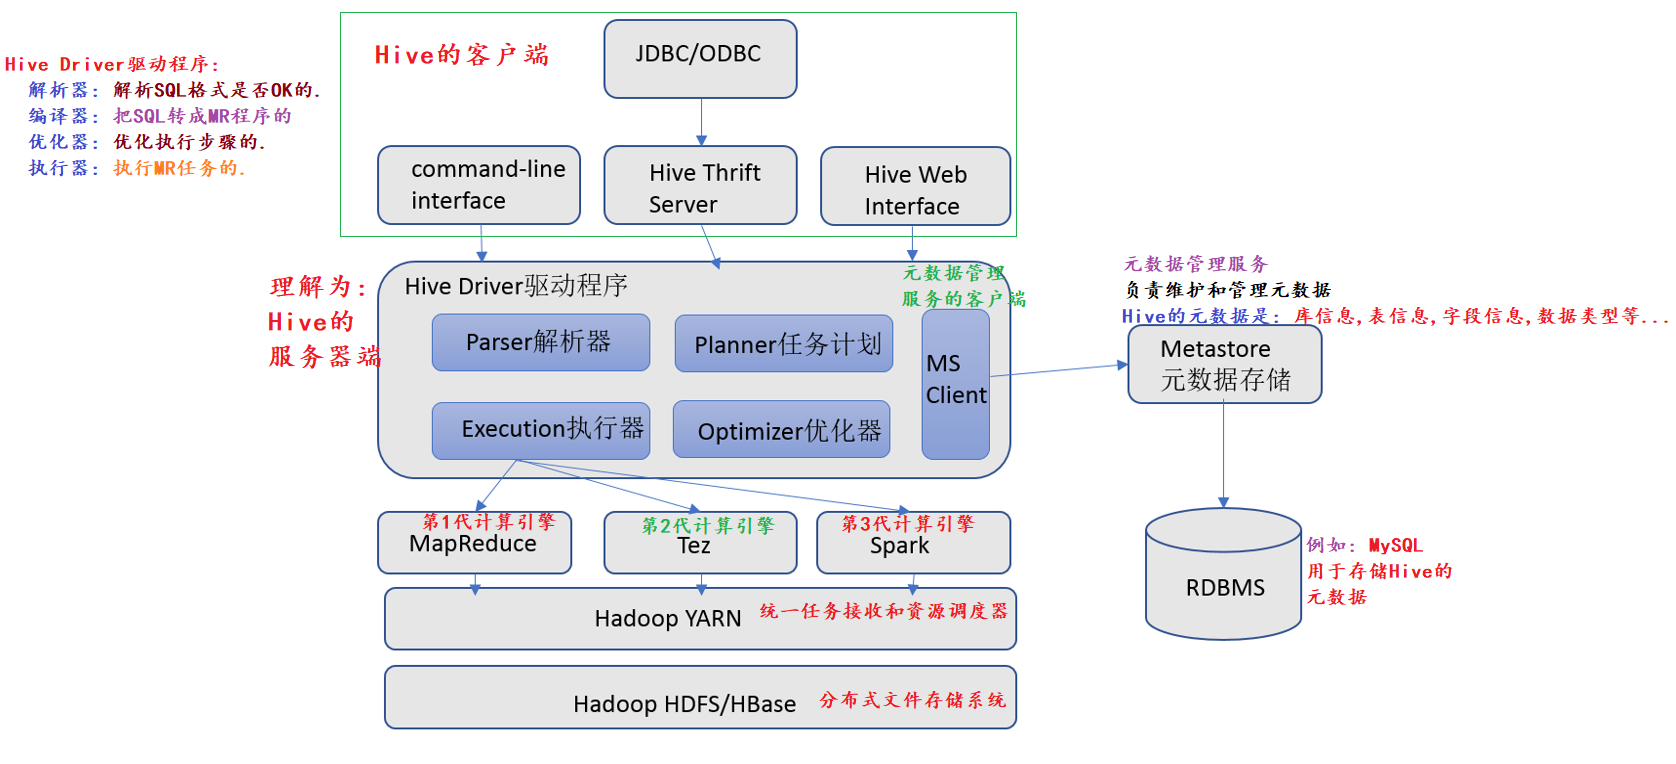 Hive的客户端
JDBC/ODBC
Hive Driver驱动程序:
解析器: 解析SQL格式是否OK的.
编译器: 把SQL转成MR程序的
优化器: 优化执行步骤的.
执行器: 执行MR任务的.
command-line
interface
Hive Thrift
Server
Hive Web
Interface
理解为:
Hive的
服务器端
Hive Driver驱动程序
元数据管理
服务的客户端
Parser解析器
Planner任务计划
MS
Client
Execution执行器
Optimizer优化器
元数据管理服务
负责维护和管理元数据
Hive的元数据是: 库信息,表信息,字段信息,数据类型等...
Metastore
元数据存储
第1代计算引擎
MapReduce
第2代计算引擎
Tez
第3代计算引擎
Spark
RDBMS
例如: MySQL
用于存储Hive的
元数据
Hadoop YARN 统一任务接收和资源调度器
Hadoop HDFS/HBase 分布式文件存储系统